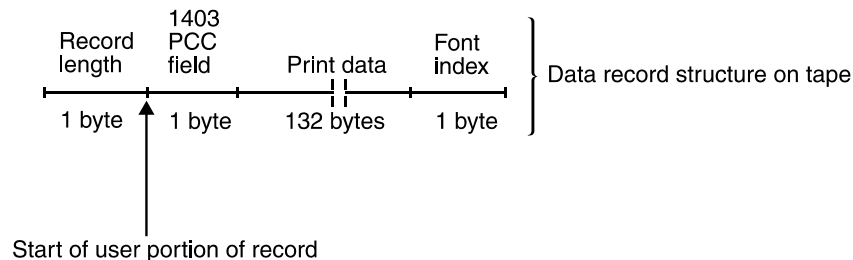 Record
length
1403
PCC
field
Print data
Font
index
Data record structure on tape
1 byte
1 byte
132 bytes
1 byte
Start of user portion of record